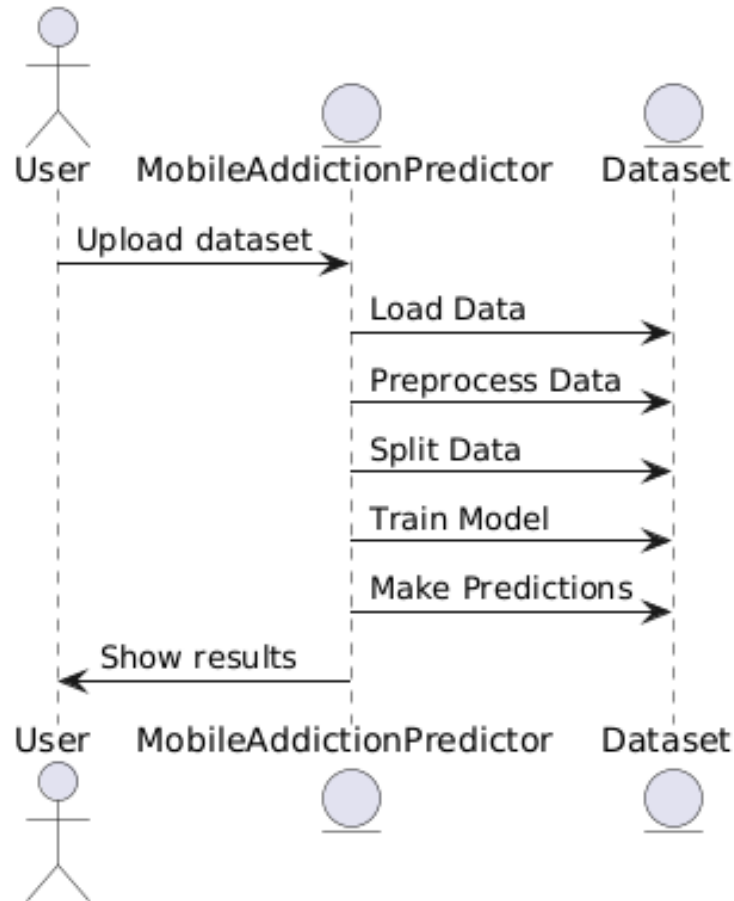 User MobileAddictionPredictor Dataset
Upload dataset
Load Data
Preprocess Data
Split Data
Train Model
Make Predictions
Show results
User MobileAddictionPredictor Dataset